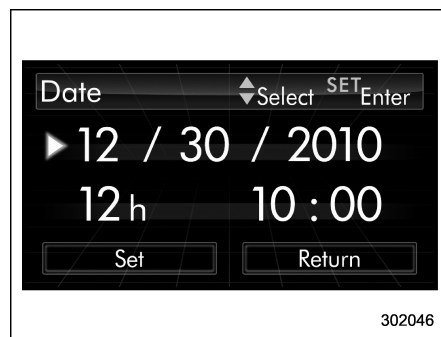 Date Select SET Enter
12 / 30 / 2010
12 h 10 : 00
Set Return
302046